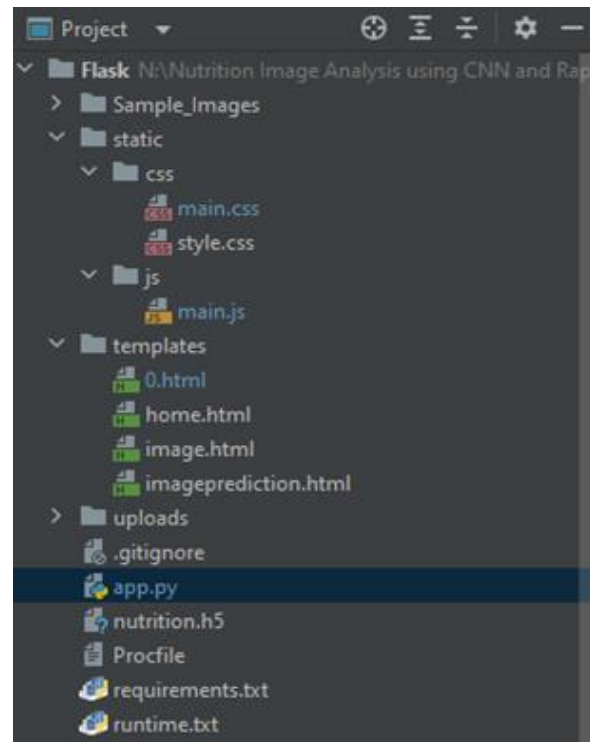 Project
Flask N:\Nutrition Image Analysis using CNN and Rap
Sample_Images
static
css
main.css
style.css
js
main.js
templates
0.html
home.html
image.html
imageprediction.html
uploads
.gitignore
app.py
nutrition.h5
Procfile
requirements.txt
runtime.txt